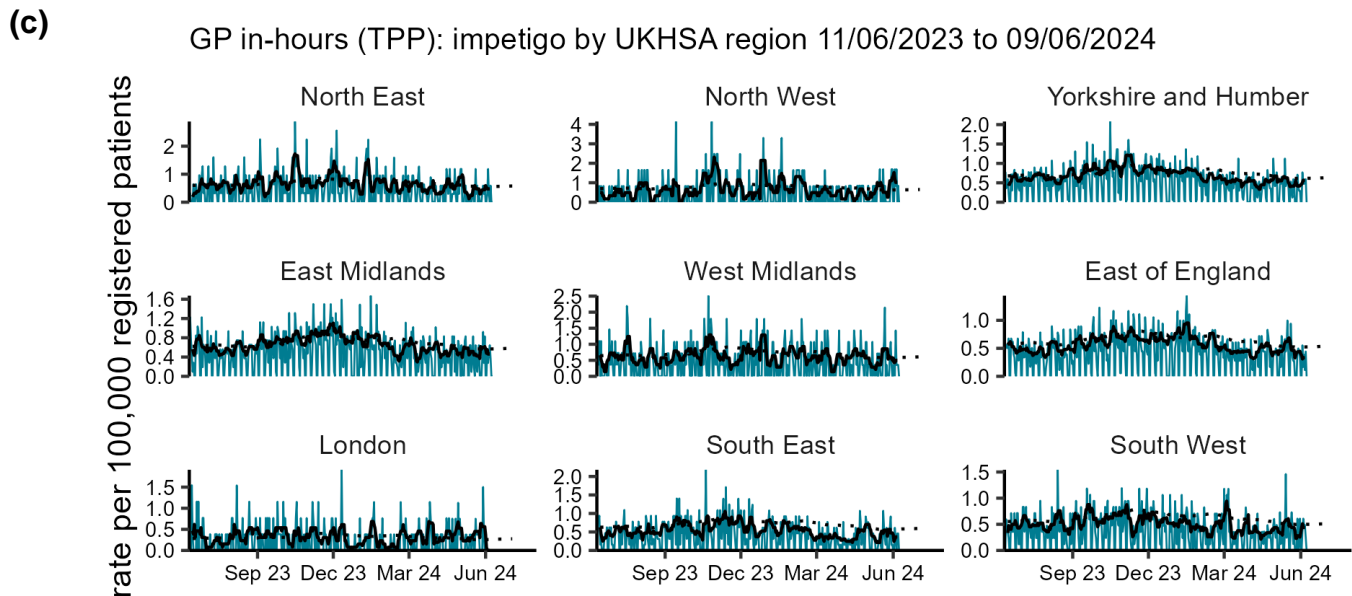 (c)
GP in-hours (TPP): impetigo by UKHSA region 11/06/2023 to 09/06/2024
rate per 100,000 registered patients
North East
2
1
0
North West
4
3
2
1
0
Yorkshire and Humber
2.0
1.5
1.0
0.5
0.0
East Midlands
1.6
1.2
0.8
0.4
0.0
West Midlands
2.5
2.0
1.5
1.0
0.5
0.0
East of England
1.0
0.5
0.0
London
1.5
1.0
0.5
0.0
South East
2.0
1.5
1.0
0.5
0.0
South West
1.5
1.0
0.5
0.0
Sep 23 Dec 23 Mar 24 Jun 24
Sep 23 Dec 23 Mar 24 Jun 24
Sep 23 Dec 23 Mar 24 Jun 24